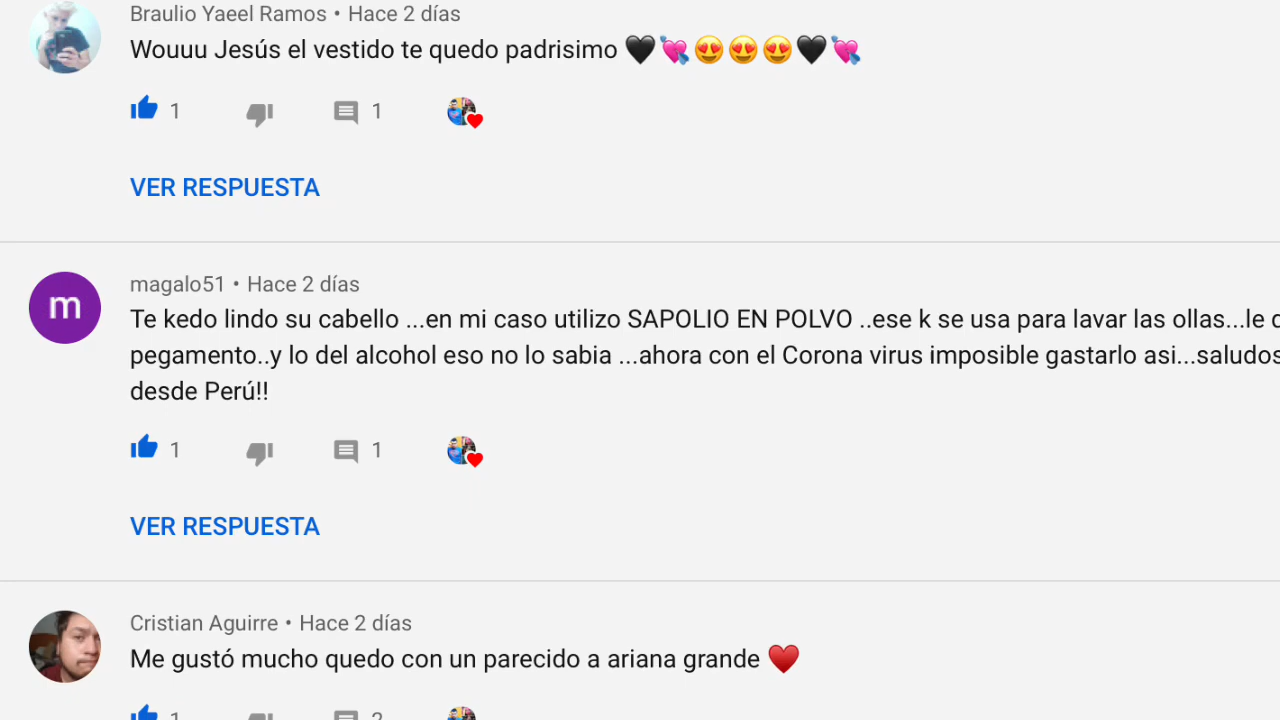 Braulio Yaeel Ramos • Hace 2 días
Wouuu Jesús el vestido te quedo padrisimo 🖤💘😍😍😍🖤💘
1 1
VER RESPUESTA
m
magalo51 • Hace 2 días
Te kedo lindo su cabello ...en mi caso utilizo SAPOLIO EN POLVO ..ese k se usa para lavar las ollas...le
pegamento..y lo del alcohol eso no lo sabia ...ahora con el Corona virus imposible gastarlo asi...saludos
desde Perú!!
1 1
VER RESPUESTA
Cristian Aguirre • Hace 2 días
Me gustó mucho quedo con un parecido a ariana grande ♥️
1 2